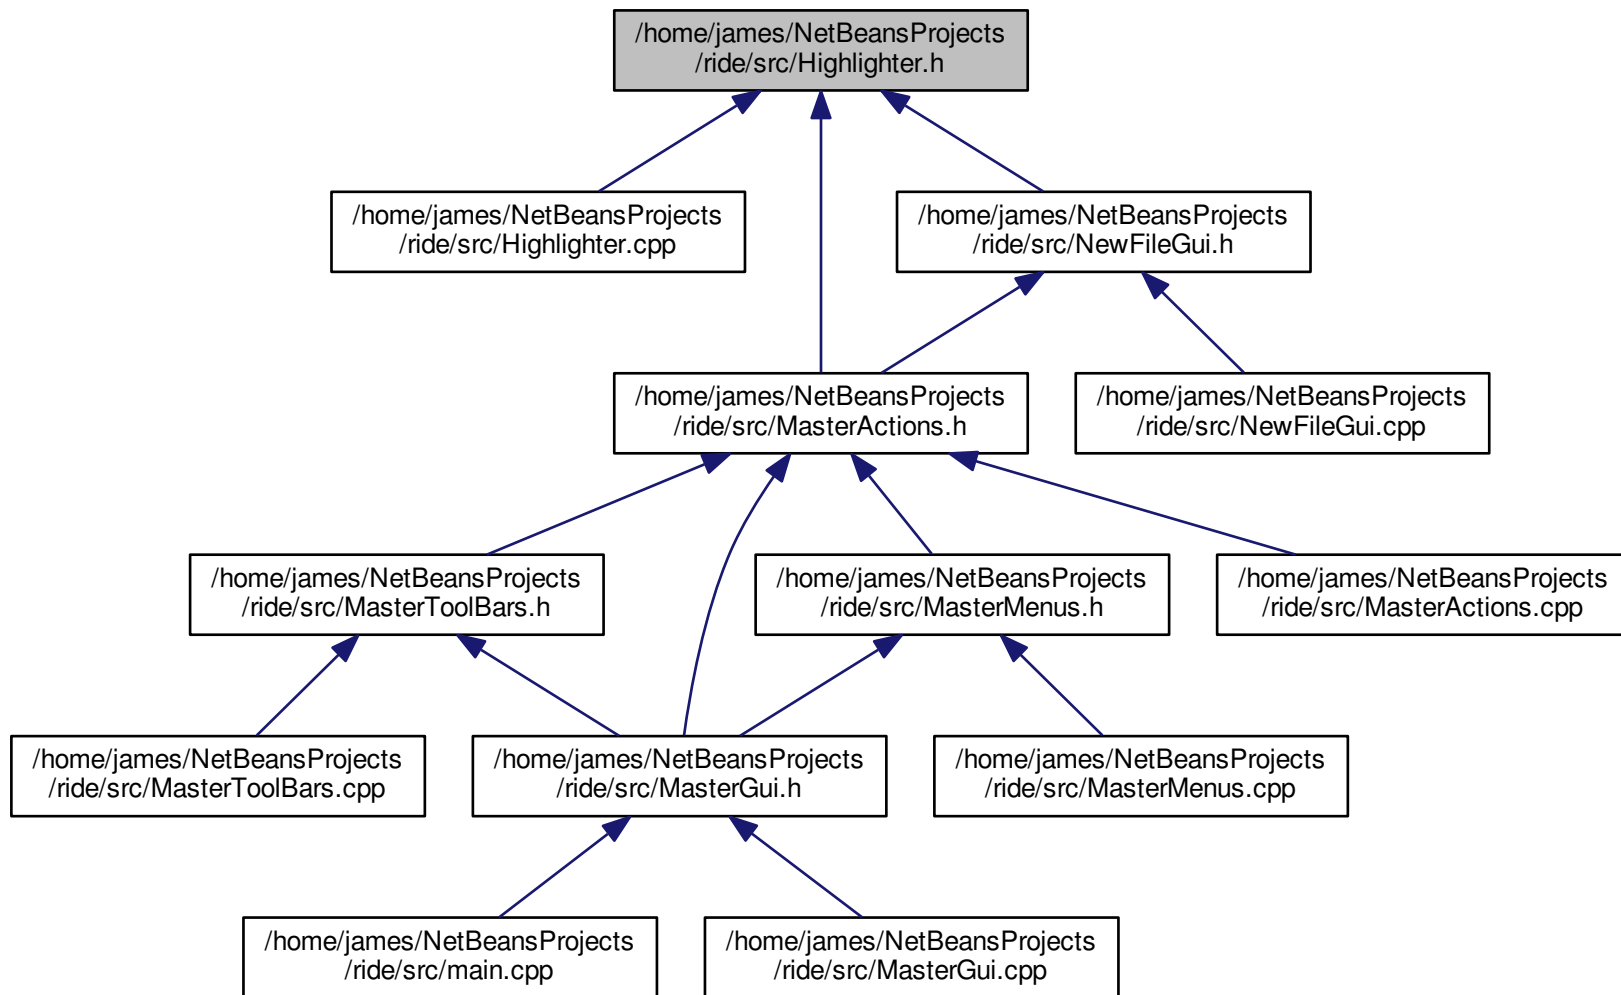 /home/james/NetBeansProjects
/ride/src/Highlighter.h
/home/james/NetBeansProjects
/ride/src/Highlighter.cpp
/home/james/NetBeansProjects
/ride/src/NewFileGui.h
/home/james/NetBeansProjects
/ride/src/MasterActions.h
/home/james/NetBeansProjects
/ride/src/NewFileGui.cpp
/home/james/NetBeansProjects
/ride/src/MasterToolBars.h
/home/james/NetBeansProjects
/ride/src/MasterMenus.h
/home/james/NetBeansProjects
/ride/src/MasterActions.cpp
/home/james/NetBeansProjects
/ride/src/MasterToolBars.cpp
/home/james/NetBeansProjects
/ride/src/MasterGui.h
/home/james/NetBeansProjects
/ride/src/MasterMenus.cpp
/home/james/NetBeansProjects
/ride/src/main.cpp
/home/james/NetBeansProjects
/ride/src/MasterGui.cpp